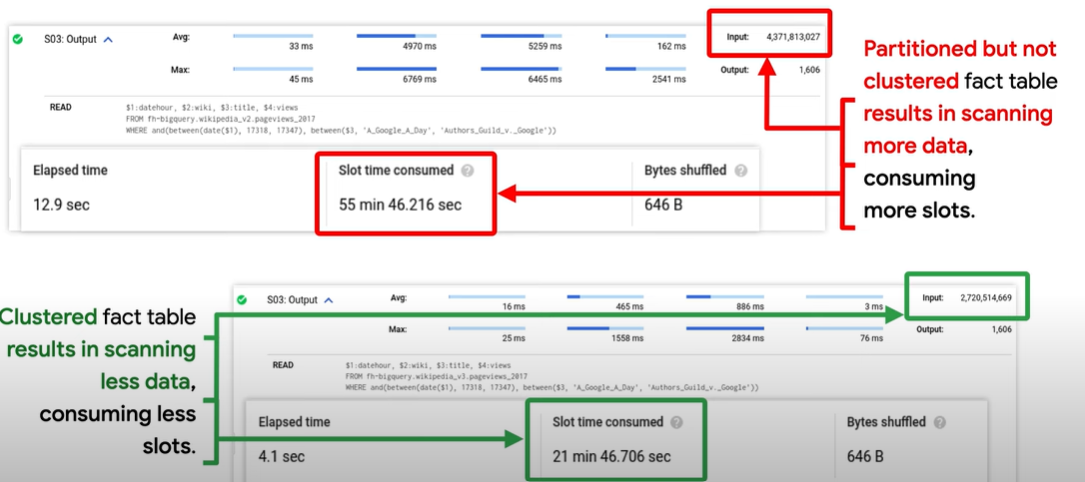 S03: Output
Avg: 33 ms 4970 ms 5259 ms 162 ms Input: 4,371,813,027
Max: 45 ms 6769 ms 6465 ms 2541 ms Output: 1,606
READ $1:datehour, $2:wiki, $3:title, $4:views
FROM fh-bigquery.wikipedia_v2.pageviews_2017
WHERE and(between(date($1), 17318, 17347), between($3, 'A_Google_A_Day', 'Authors_Guild_v._Google'))
Elapsed time Slot time consumed ? Bytes shuffled ?
12.9 sec 55 min 46.216 sec 646 B
Partitioned but not
clustered fact table
results in scanning
more data,
consuming
more slots.
Clustered fact table
results in scanning
less data,
consuming less
slots.
S03: Output
Avg: 16 ms 465 ms 886 ms 3 ms Input: 2,720,514,669
Max: 25 ms 1558 ms 2834 ms 76 ms Output: 1,606
READ $1:datehour, $2:wiki, $3:title, $4:views
FROM fh-bigquery.wikipedia_v3.pageviews_2017
WHERE and(between(date($1), 17318, 17347), between($3, 'A_Google_A_Day', 'Authors_Guild_v._Google'))
Elapsed time Slot time consumed ? Bytes shuffled ?
4.1 sec 21 min 46.706 sec 646 B